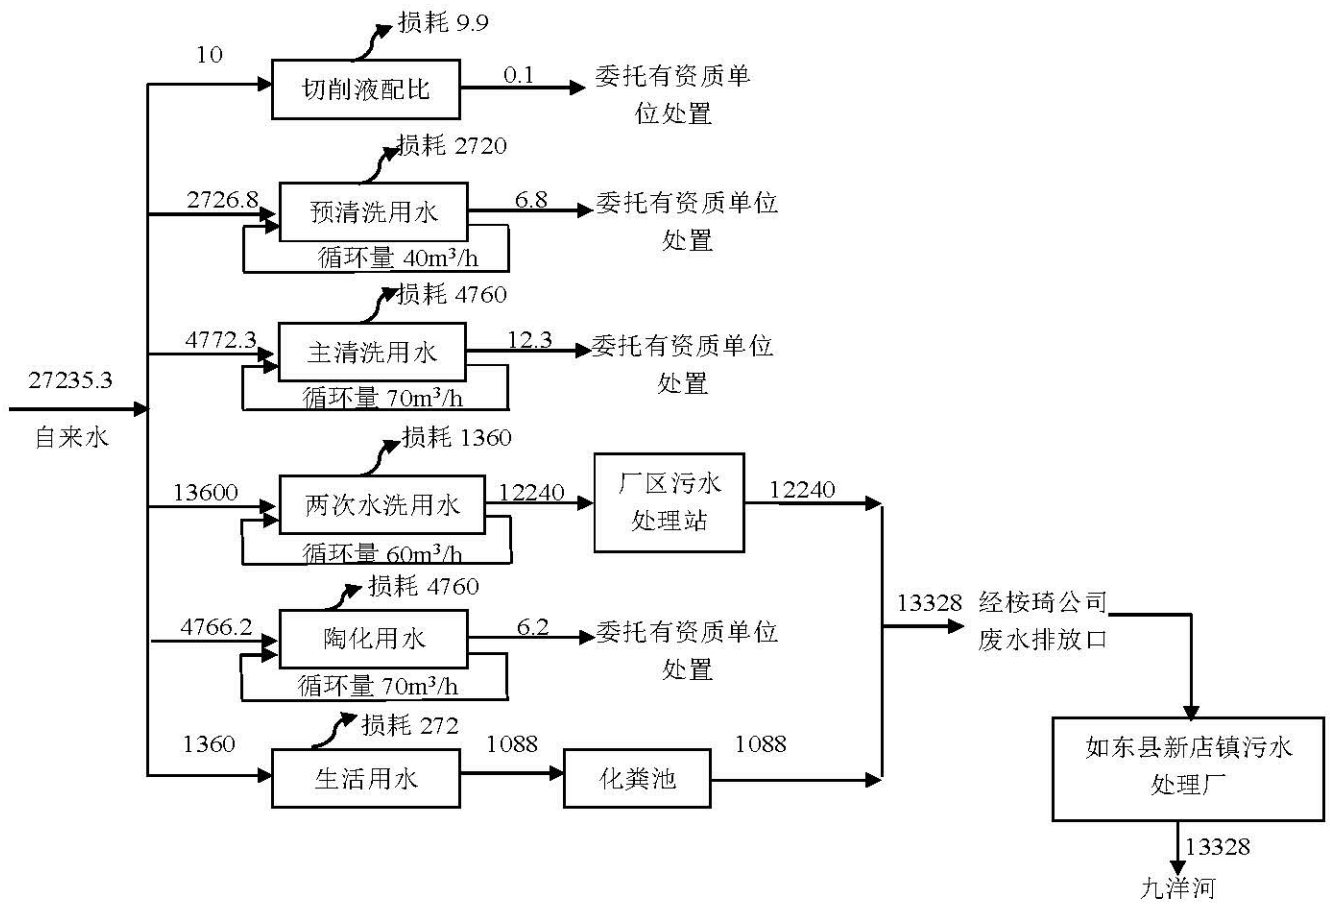 损耗 9.9
10
切削液配比
0.1
委托有资质单
位处置
损耗 2720
2726.8
预清洗用水
6.8
委托有资质单位
处置
循环量 40m³/h
损耗 4760
4772.3
主清洗用水
12.3
委托有资质单位
处置
循环量 70m³/h
27235.3
自来水
损耗 1360
13600
两次水洗用水
12240
厂区污水
处理站
12240
循环量 60m³/h
损耗 4760
4766.2
陶化用水
6.2
委托有资质单位
处置
循环量 70m³/h
13328
经桉琦公司
废水排放口
损耗 272
1360
生活用水
1088
化粪池
1088
如东县新店镇污水
处理厂
13328
九洋河